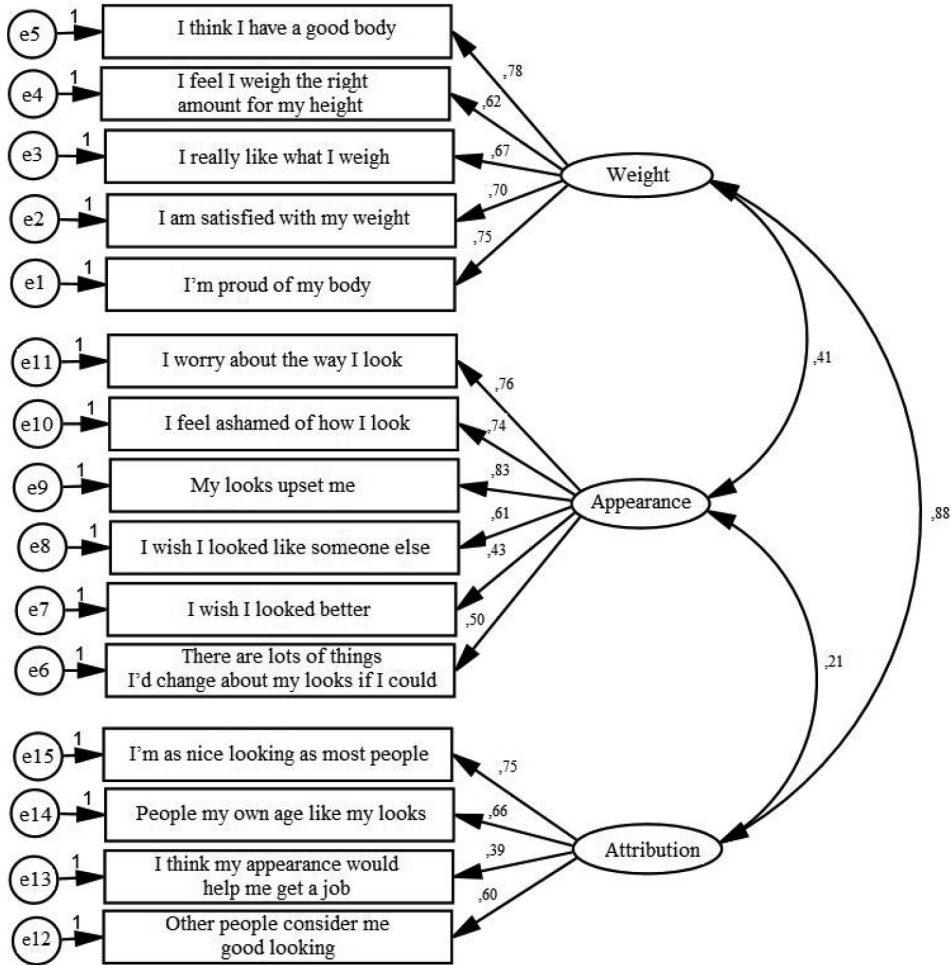 e5
1
I think I have a good body
,78
e4
1
I feel I weigh the right
amount for my height
,62
e3
1
I really like what I weigh
,67
Weight
e2
1
I am satisfied with my weight
,70
e1
1
I'm proud of my body
,75
e11
1
I worry about the way I look
,76
,41
e10
1
I feel ashamed of how I look
,74
e9
1
My looks upset me
,83
Appearance
,88
e8
1
I wish I looked like someone else
,61
e7
1
I wish I looked better
,43
e6
1
There are lots of things
I'd change about my looks if I could
,50
,21
e15
1
I'm as nice looking as most people
,75
e14
1
People my own age like my looks
,66
Attribution
e13
1
I think my appearance would
help me get a job
,39
e12
1
Other people consider me
good looking
,60